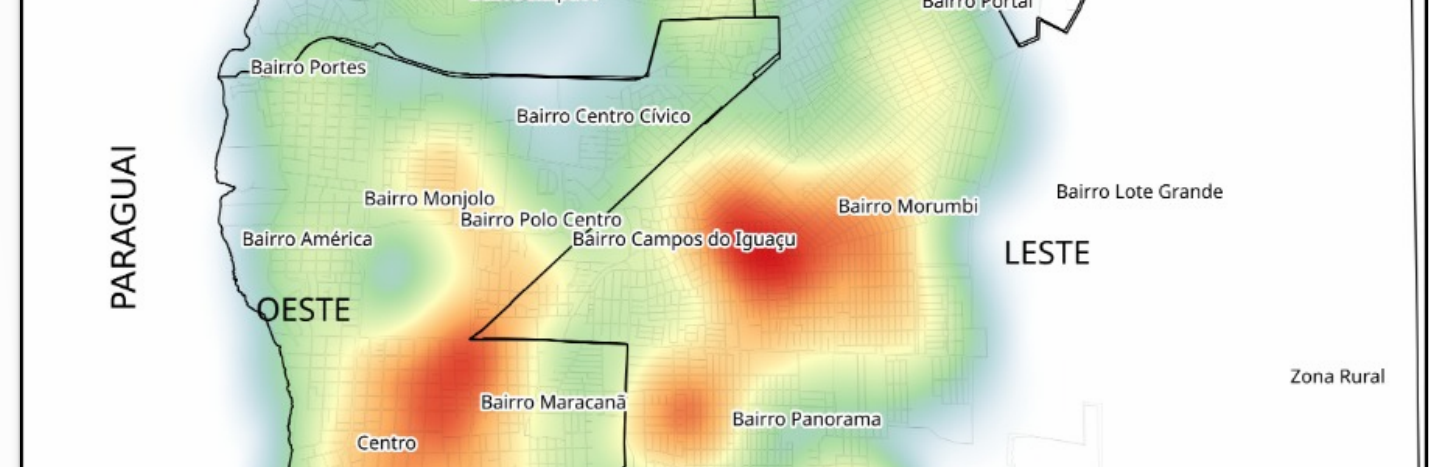 Bairro Portal
Bairro Portes
Bairro Centro Cívico
PARAGUAI
Bairro Monjolo
Bairro Lote Grande
Bairro Morumbi
Bairro Polo Centro
Bairro América
Bairro Campos do Iguaçu
LESTE
OESTE
Zona Rural
Bairro Maracanã
Bairro Panorama
Centro